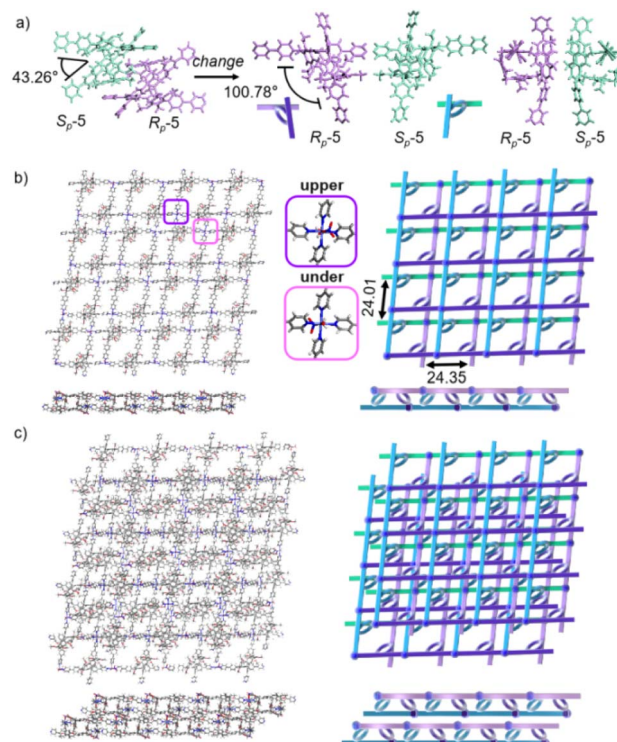 a)
43.26°
change
100.78°
Sp-5
Rp-5
Rp-5
Sp-5
Rp-5
Sp-5
b)
upper
under
24.01
24.35
c)